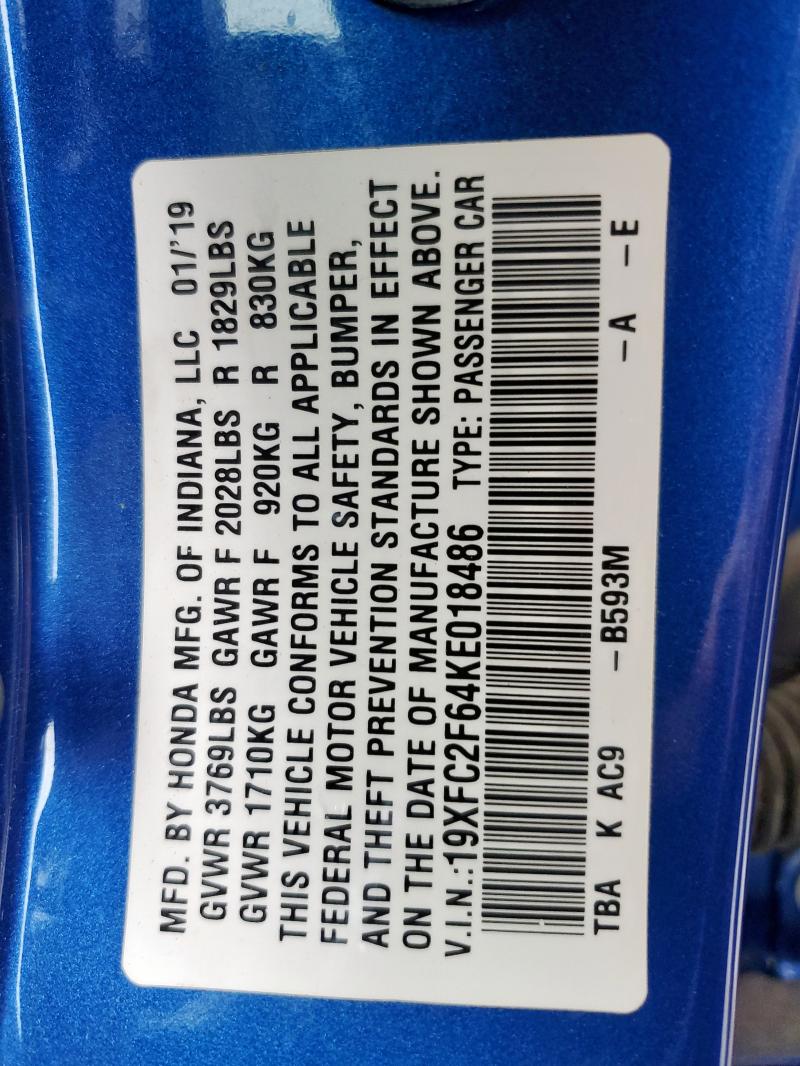 MFD. BY HONDA MFG. OF INDIANA, LLC 01/'19
GVWR 3769LBS GAWR F 2028LBS R 1829LBS
GVWR 1710KG GAWR F 920KG R 830KG
THIS VEHICLE CONFORMS TO ALL APPLICABLE
FEDERAL MOTOR VEHICLE SAFETY, BUMPER,
AND THEFT PREVENTION STANDARDS IN EFFECT
ON THE DATE OF MANUFACTURE SHOWN ABOVE.
V.I.N.:19XFC2F64KE018486 TYPE: PASSENGER CAR
TBA K AC9 –B593M –A –E